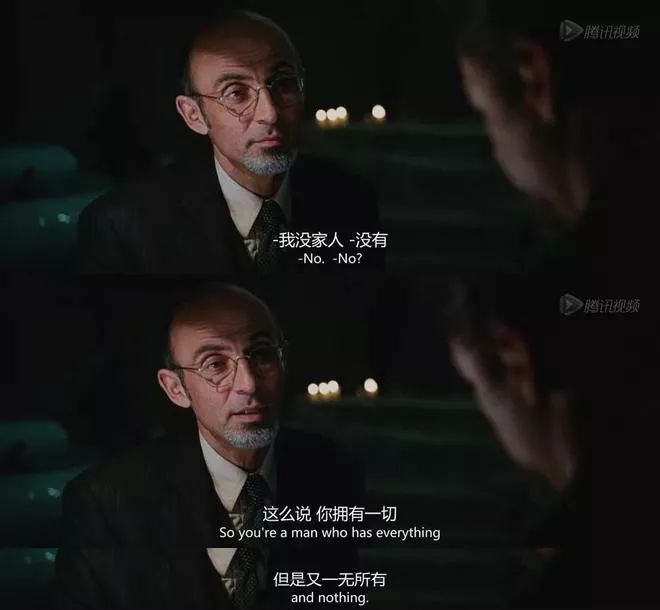 腾讯视频
-我没家人 -没有
-No. -No?
腾讯视频
这么说 你拥有一切
So you're a man who has everything
但是又一无所有
and nothing.